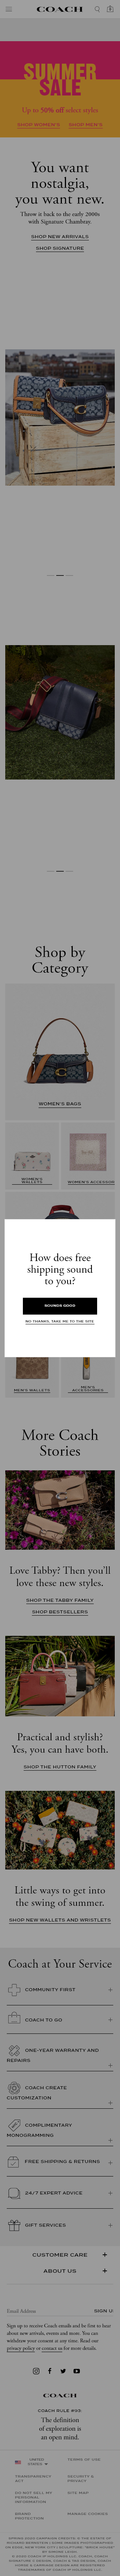 COACH
SUMMER
SALE
Up to 50% off select styles
SHOP WOMEN'S SHOP MEN'S
You want
nostalgia,
you want new.
Throw it back to the early 2000s
with Signature Chambray.
SHOP NEW ARRIVALS
SHOP SIGNATURE
Shop by
Category
WOMEN'S BAGS
WOMEN'S
WALLETS
WOMEN'S ACCESSOR
How does free
shipping sound
to you?
SOUNDS GOOD
NO THANKS, TAKE ME TO THE SITE
MEN'S WALLETS
MEN'S
ACCESSORIES
More Coach
Stories
Love Tabby? Then you'll
love these new styles.
SHOP THE TABBY FAMILY
SHOP BESTSELLERS
Practical and stylish?
Yes, you can have both.
SHOP THE HUTTON FAMILY
Little ways to get into
the swing of summer.
SHOP NEW WALLETS AND WRISTLETS
Coach at Your Service
COMMUNITY FIRST
COACH TO GO
ONE-YEAR WARRANTY AND
REPAIRS
COACH CREATE
CUSTOMIZATION
COMPLIMENTARY
MONOGRAMMING
FREE SHIPPING & RETURNS
24/7 EXPERT ADVICE
GIFT SERVICES
CUSTOMER CARE
ABOUT US
Email Address SIGN U
Sign up to receive Coach emails and be first to hear
about new arrivals, events and more. You can
withdraw your consent at any time. Read our
privacy policy or contact us for more details
COACH
COACH RULE #153
The definition
of exploration is
an open mind.
UNITED
STATES
TERMS OF USE
TRANSPARENCY
ACT
SECURITY &
PRIVACY
DO NOT SELL MY
PERSONAL
INFORMATION
SITE MAP
BRAND
PROTECTION
MANAGE COOKIES